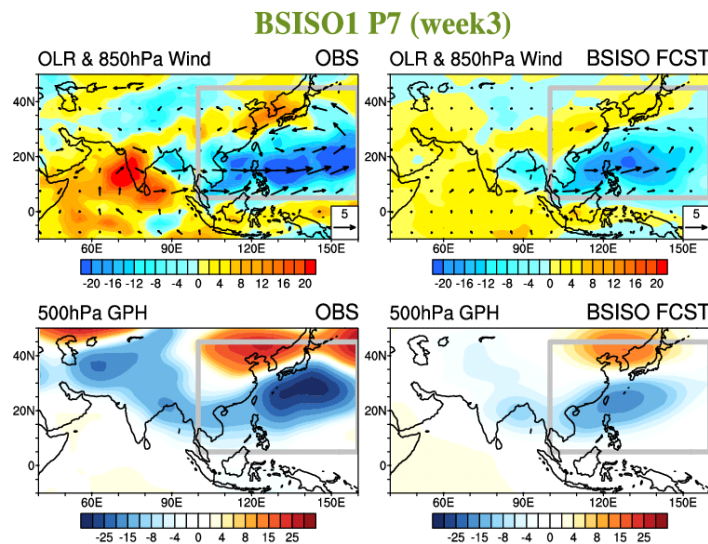 BSISO1 P7 (week3)
OLR & 850hPa Wind OBS
OLR & 850hPa Wind BSISO FCST
40N
20N
0
5
60E 90E 120E 150E
-20 -16 -12 -8 -4 0 4 8 12 16 20
40N
20N
0
5
60E 90E 120E 150E
-20 -16 -12 -8 -4 0 4 8 12 16 20
500hPa GPH OBS
500hPa GPH BSISO FCST
40N
20N
0
60E 90E 120E 150E
-25 -15 -8 -4 0 4 8 15 25
40N
20N
0
60E 90E 120E 150E
-25 -15 -8 -4 0 4 8 15 25